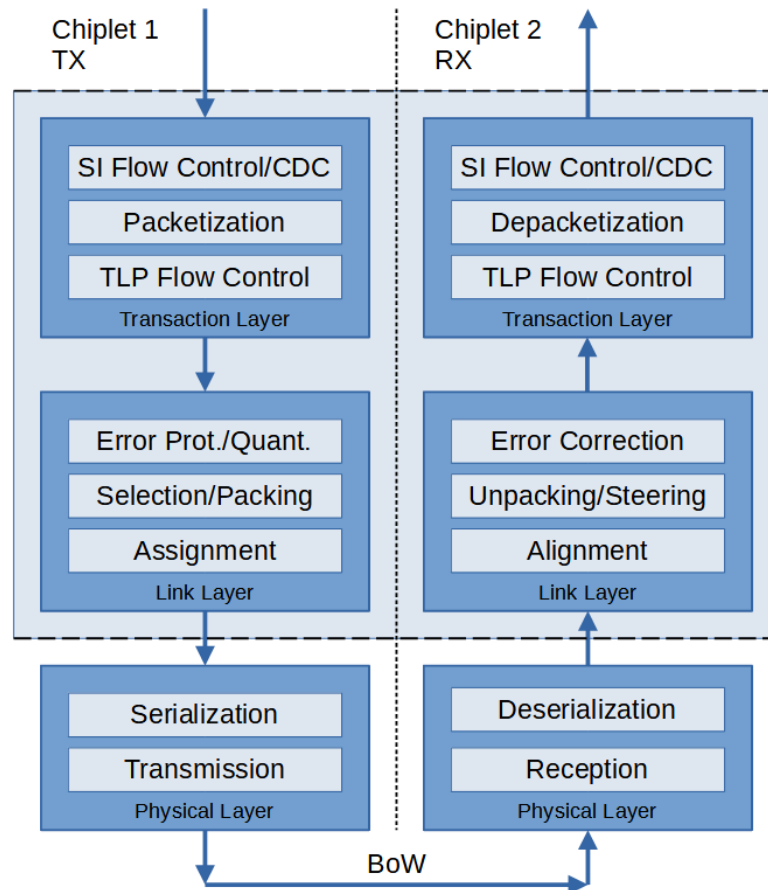 Chiplet 1
TX
SI Flow Control/CDC
Packetization
TLP Flow Control
Transaction Layer
Error Prot./Quant.
Selection/Packing
Assignment
Link Layer
Serialization
Transmission
Physical Layer
Chiplet 2
RX
SI Flow Control/CDC
Depacketization
TLP Flow Control
Transaction Layer
Error Correction
Unpacking/Steering
Alignment
Link Layer
Deserialization
Reception
Physical Layer
BoW